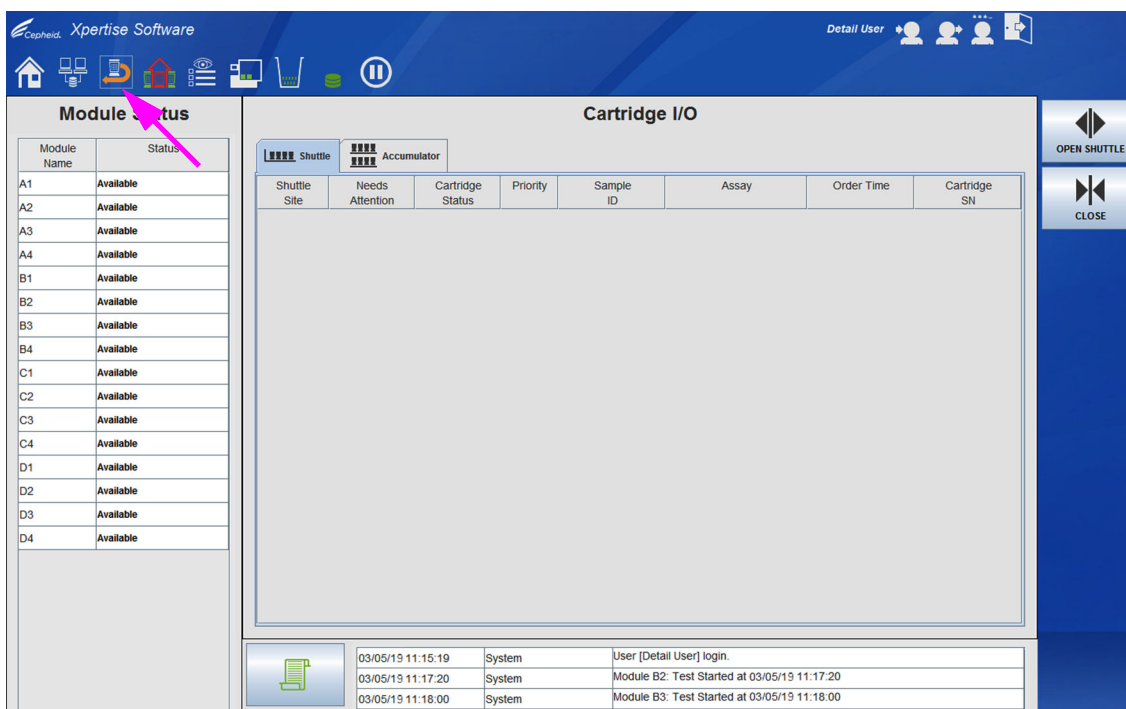 Cepheid. Xpertise Software
Detail User
Module Status
Cartridge I/O
OPEN SHUTTLE
CLOSE
Module Name Status
A1 Available
A2 Available
A3 Available
A4 Available
B1 Available
B2 Available
B3 Available
B4 Available
C1 Available
C2 Available
C3 Available
C4 Available
D1 Available
D2 Available
D3 Available
D4 Available
Shuttle Accumulator
Shuttle Needs Cartridge Priority Sample Assay Order Time Cartridge
Site Attention Status ID SN
03/05/19 11:15:19 System User [Detail User] login.
03/05/19 11:17:20 System Module B2: Test Started at 03/05/19 11:17:20
03/05/19 11:18:00 System Module B3: Test Started at 03/05/19 11:18:00